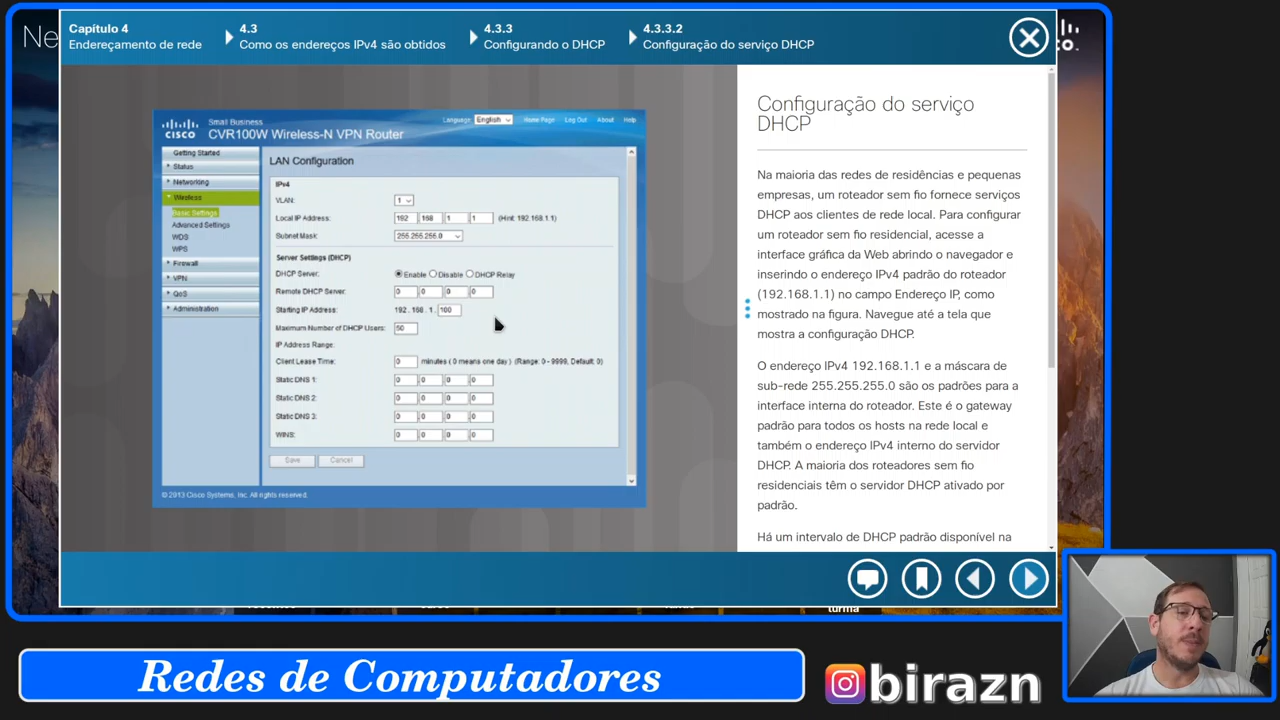 Ne
Capítulo 4
Endereçamento de rede
4.3
Como os endereços IPv4 são obtidos
4.3.3
Configurando o DHCP
4.3.3.2
Configuração do serviço DHCP
co.
Small Business
cisco
CVR100W Wireless-N VPN Router
Language: English
Home Page
Log Out
About
Help
Getting Started
Status
Networking
Wireless
Basic Settings
Advanced Settings
WDS
WPS
Firewall
VPN
QoS
Administration
LAN Configuration
IPv4
VLAN: 1
Local IP Address: 192 . 168 . 1 . 1 (Hint: 192.168.1.1)
Subnet Mask: 255.255.255.0
Server Settings (DHCP)
DHCP Server: Enable Disable DHCP Relay
Remote DHCP Server: 0 . 0 . 0 . 0
Starting IP Address: 192 . 168 . 1 . 100
Maximum Number of DHCP Users: 50
IP Address Range:
Client Lease Time: 0 minutes ( 0 means one day ) (Range: 0 - 9999, Default: 0)
Static DNS 1: 0 . 0 . 0 . 0
Static DNS 2: 0 . 0 . 0 . 0
Static DNS 3: 0 . 0 . 0 . 0
WINS: 0 . 0 . 0 . 0
Save
Cancel
© 2013 Cisco Systems, Inc. All rights reserved.
Configuração do serviço
DHCP
Na maioria das redes de residências e pequenas
empresas, um roteador sem fio fornece serviços
DHCP aos clientes de rede local. Para configurar
um roteador sem fio residencial, acesse a
interface gráfica da Web abrindo o navegador e
inserindo o endereço IPv4 padrão do roteador
(192.168.1.1) no campo Endereço IP, como
mostrado na figura. Navegue até a tela que
mostra a configuração DHCP.
O endereço IPv4 192.168.1.1 e a máscara de
sub-rede 255.255.255.0 são os padrões para a
interface interna do roteador. Este é o gateway
padrão para todos os hosts na rede local e
também o endereço IPv4 interno do servidor
DHCP. A maioria dos roteadores sem fio
residenciais têm o servidor DHCP ativado por
padrão.
Há um intervalo de DHCP padrão disponível na
turma
Redes de Computadores
birazn